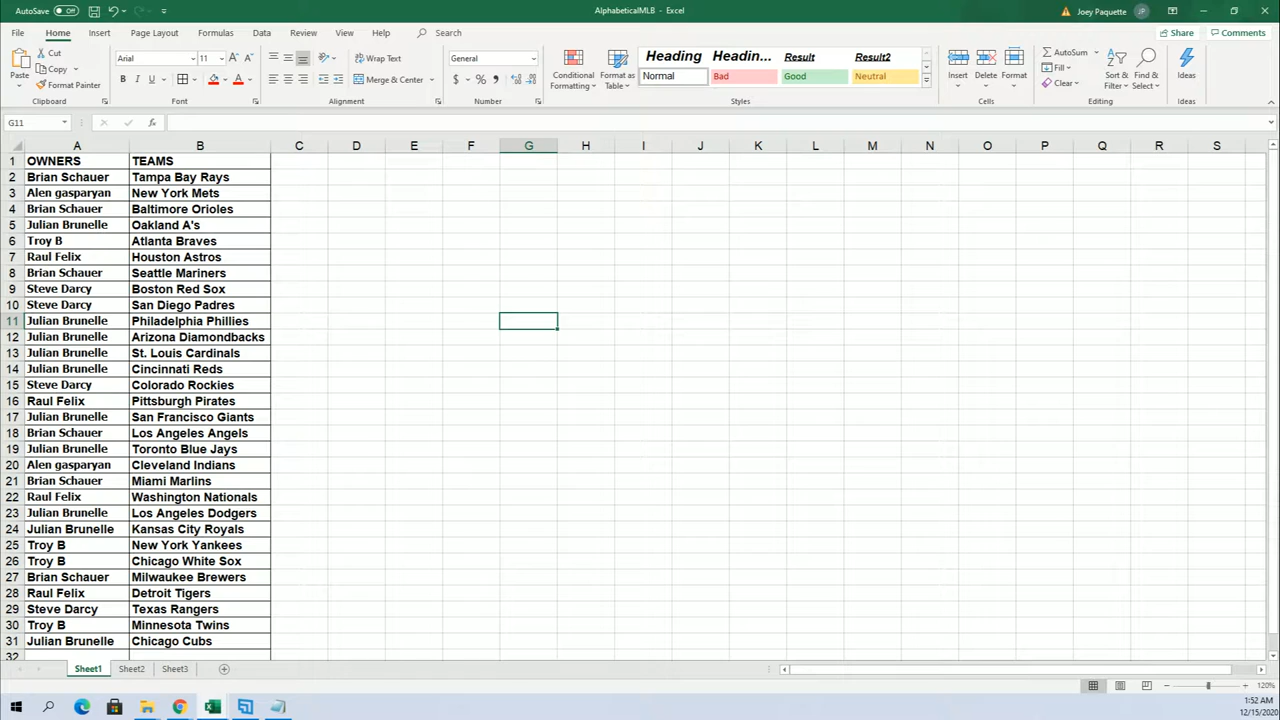 AutoSave Off AlphabeticalMLB - Excel Joey Paquette JP
File Home Insert Page Layout Formulas Data Review View Help Search Share Comments
Paste Cut Copy Format Painter Clipboard
Arial 11 A A B I U A Font
Wrap Text Merge & Center Alignment
General $ % , Number
Conditional Formatting Format as Table
Heading Headin... Result Result2
Normal Bad Good Neutral
Styles
Insert Delete Format Cells
AutoSum Fill Clear Sort & Filter Find & Select Editing
Ideas Ideas
G11 fx
A B C D E F G H I J K L M N O P Q R S
1 OWNERS TEAMS
2 Brian Schauer Tampa Bay Rays
3 Alen gasparyan New York Mets
4 Brian Schauer Baltimore Orioles
5 Julian Brunelle Oakland A's
6 Troy B Atlanta Braves
7 Raul Felix Houston Astros
8 Brian Schauer Seattle Mariners
9 Steve Darcy Boston Red Sox
10 Steve Darcy San Diego Padres
11 Julian Brunelle Philadelphia Phillies
12 Julian Brunelle Arizona Diamondbacks
13 Julian Brunelle St. Louis Cardinals
14 Julian Brunelle Cincinnati Reds
15 Steve Darcy Colorado Rockies
16 Raul Felix Pittsburgh Pirates
17 Julian Brunelle San Francisco Giants
18 Brian Schauer Los Angeles Angels
19 Julian Brunelle Toronto Blue Jays
20 Alen gasparyan Cleveland Indians
21 Brian Schauer Miami Marlins
22 Raul Felix Washington Nationals
23 Julian Brunelle Los Angeles Dodgers
24 Julian Brunelle Kansas City Royals
25 Troy B New York Yankees
26 Troy B Chicago White Sox
27 Brian Schauer Milwaukee Brewers
28 Raul Felix Detroit Tigers
29 Steve Darcy Texas Rangers
30 Troy B Minnesota Twins
31 Julian Brunelle Chicago Cubs
32
Sheet1 Sheet2 Sheet3
120%
1:52 AM
12/15/2020